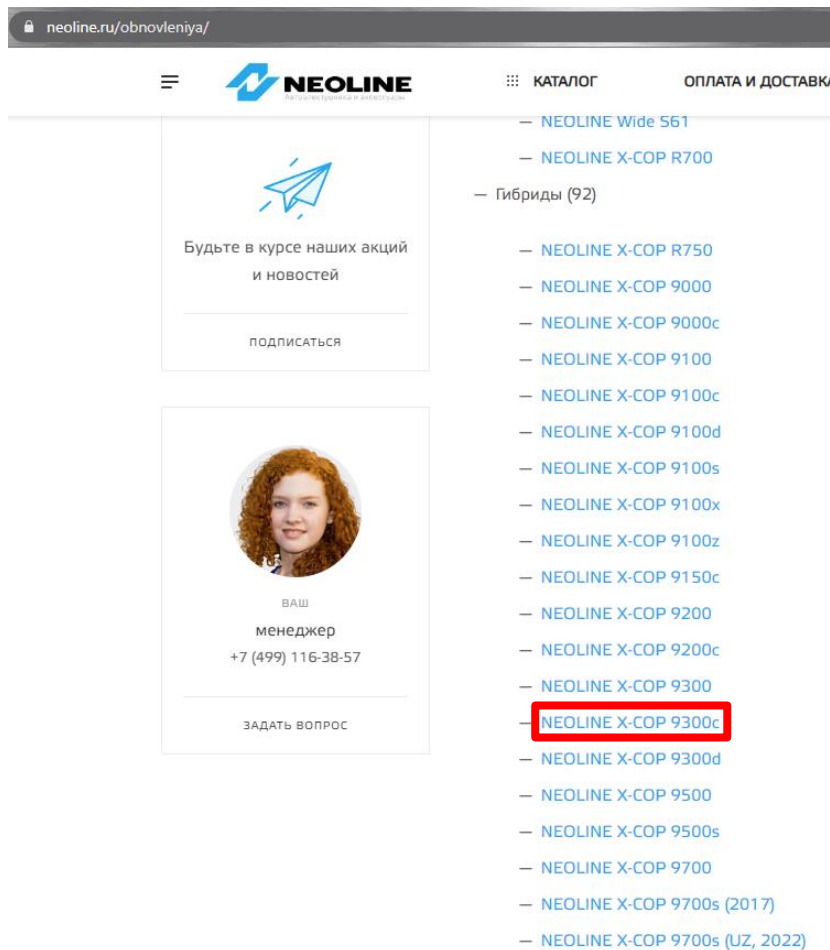 neoline.ru/obnovleniya/
NEOLINE
Автоэлектроника и аксессуары
КАТАЛОГ
ОПЛАТА И ДОСТАВКА
Будьте в курсе наших акций
и новостей
ПОДПИСАТЬСЯ
ВАШ
менеджер
+7 (499) 116-38-57
ЗАДАТЬ ВОПРОС
— NEOLINE Wide S61
— NEOLINE X-COP R700
— Гибриды (92)
— NEOLINE X-COP R750
— NEOLINE X-COP 9000
— NEOLINE X-COP 9000c
— NEOLINE X-COP 9100
— NEOLINE X-COP 9100c
— NEOLINE X-COP 9100d
— NEOLINE X-COP 9100s
— NEOLINE X-COP 9100x
— NEOLINE X-COP 9100z
— NEOLINE X-COP 9150c
— NEOLINE X-COP 9200
— NEOLINE X-COP 9200c
— NEOLINE X-COP 9300
— NEOLINE X-COP 9300c
— NEOLINE X-COP 9300d
— NEOLINE X-COP 9500
— NEOLINE X-COP 9500s
— NEOLINE X-COP 9700
— NEOLINE X-COP 9700s (2017)
— NEOLINE X-COP 9700s (UZ, 2022)